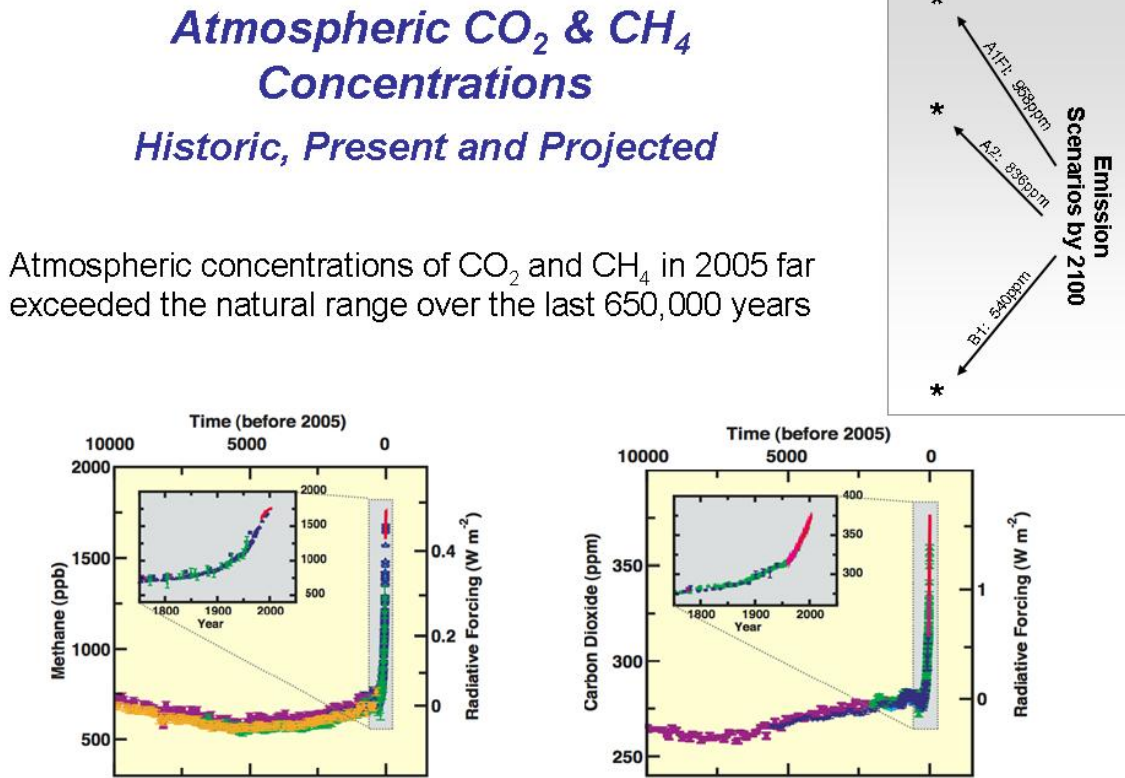 Atmospheric CO2 & CH4
Concentrations
Historic, Present and Projected
Atmospheric concentrations of CO2 and CH4 in 2005 far
exceeded the natural range over the last 650,000 years
Emission
Scenarios by 2100
*
A1FI: 958ppm
*
A2: 836ppm
B1: 540ppm
*
Time (before 2005)
10000 5000 0
2000
1500
1000
500
Methane (ppb)
2000
1500
1000
500
1800 1900 2000
Year
0.4
0.2
0
Radiative Forcing (W m-2)
Time (before 2005)
10000 5000 0
350
300
250
Carbon Dioxide (ppm)
400
350
300
1800 1900 2000
Year
1
0
Radiative Forcing (W m-2)